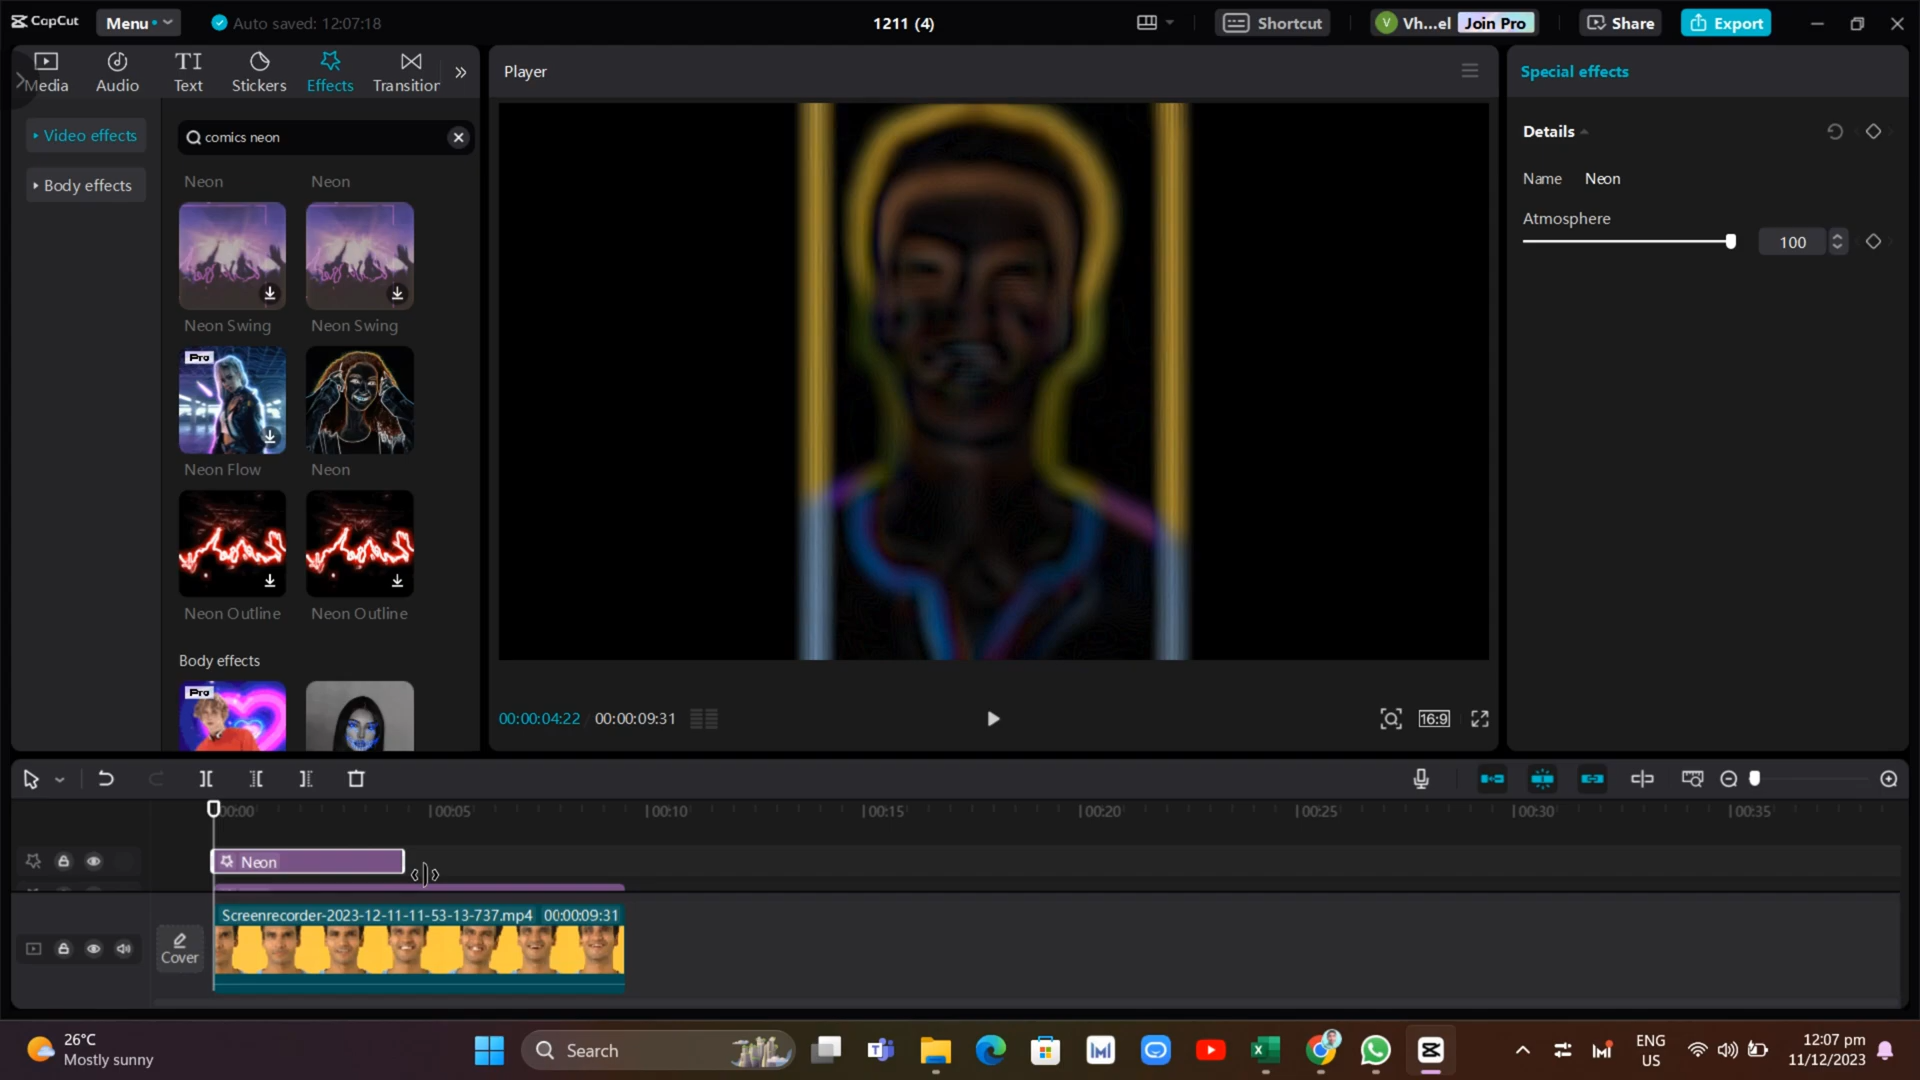 CapCut
Menu
Auto saved: 12:07:18
1211 (4)
Shortcut
V
Vh...el
Join Pro
Share
Export
Media
Audio
TI
Text
Stickers
Effects
Transition
Player
Special effects
Video effects
Body effects
comics neon
Details
Name
Neon
Atmosphere
100
Neon
Neon
Neon Swing
Neon Swing
Pro
Neon Flow
Neon
Neon Outline
Neon Outline
Body effects
Pro
00:00:04:22
00:00:09:31
16:9
00:00
00:05
00:10
00:15
00:20
00:25
00:30
00:35
Neon
Screenrecorder-2023-12-11-11-53-13-737.mp4
00:00:09:31
Cover
26°C
Mostly sunny
Search
ENG
US
12:07 pm
11/12/2023